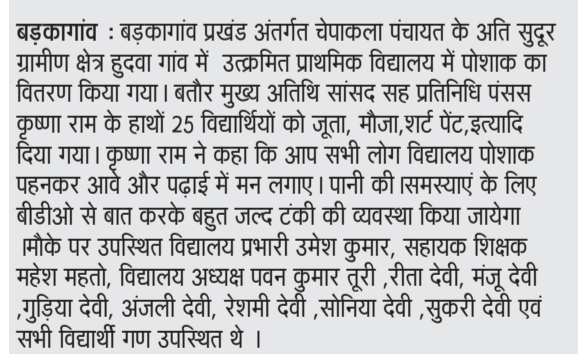 बड़कागांव : बड़कागांव प्रखंड अंतर्गत चेपाकला पंचायत के अति सुदूर
ग्रामीण क्षेत्र हुदवा गांव में उत्क्रमित प्राथमिक विद्यालय में पोशाक का
वितरण किया गया। बतौर मुख्य अतिथि सांसद सह प्रतिनिधि पंसस
कृष्णा राम के हाथों 25 विद्यार्थियों को जूता, मौजा,शर्ट पेंट,इत्यादि
दिया गया। कृष्णा राम ने कहा कि आप सभी लोग विद्यालय पोशाक
पहनकर आवे और पढ़ाई में मन लगाए। पानी की।समस्याएं के लिए
बीडीओ से बात करके बहुत जल्द टंकी की व्यवस्था किया जायेगा
।मौके पर उपस्थित विद्यालय प्रभारी उमेश कुमार, सहायक शिक्षक
महेश महतो, विद्यालय अध्यक्ष पवन कुमार तूरी ,रीता देवी, मंजू देवी
,गुड़िया देवी, अंजली देवी, रेशमी देवी ,सोनिया देवी ,सुकरी देवी एवं
सभी विद्यार्थी गण उपस्थित थे ।